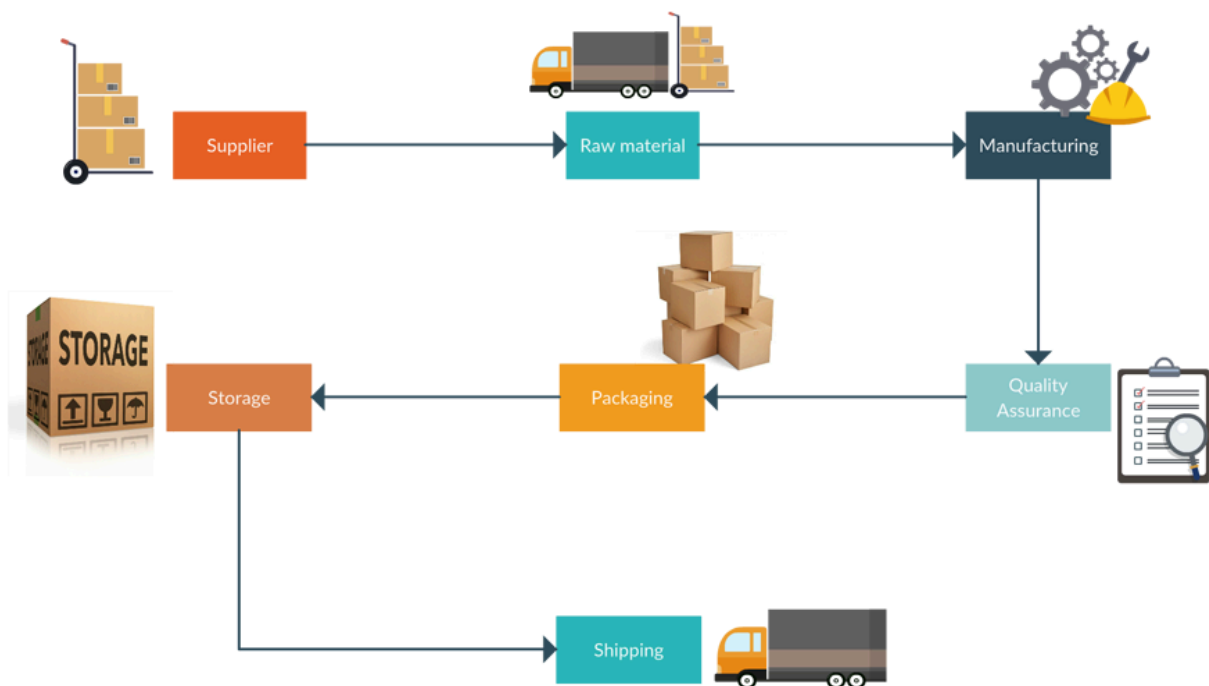 Supplier
Raw material
Manufacturing
STORAGE
Storage
Packaging
Quality
Assurance
Shipping